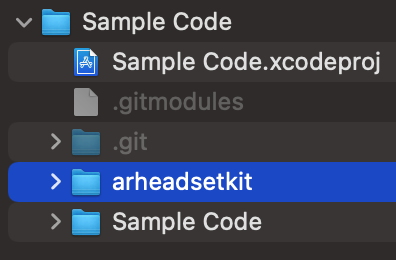 Sample Code
Sample Code.xcodeproj
.gitmodules
.git
arheadsetkit
Sample Code